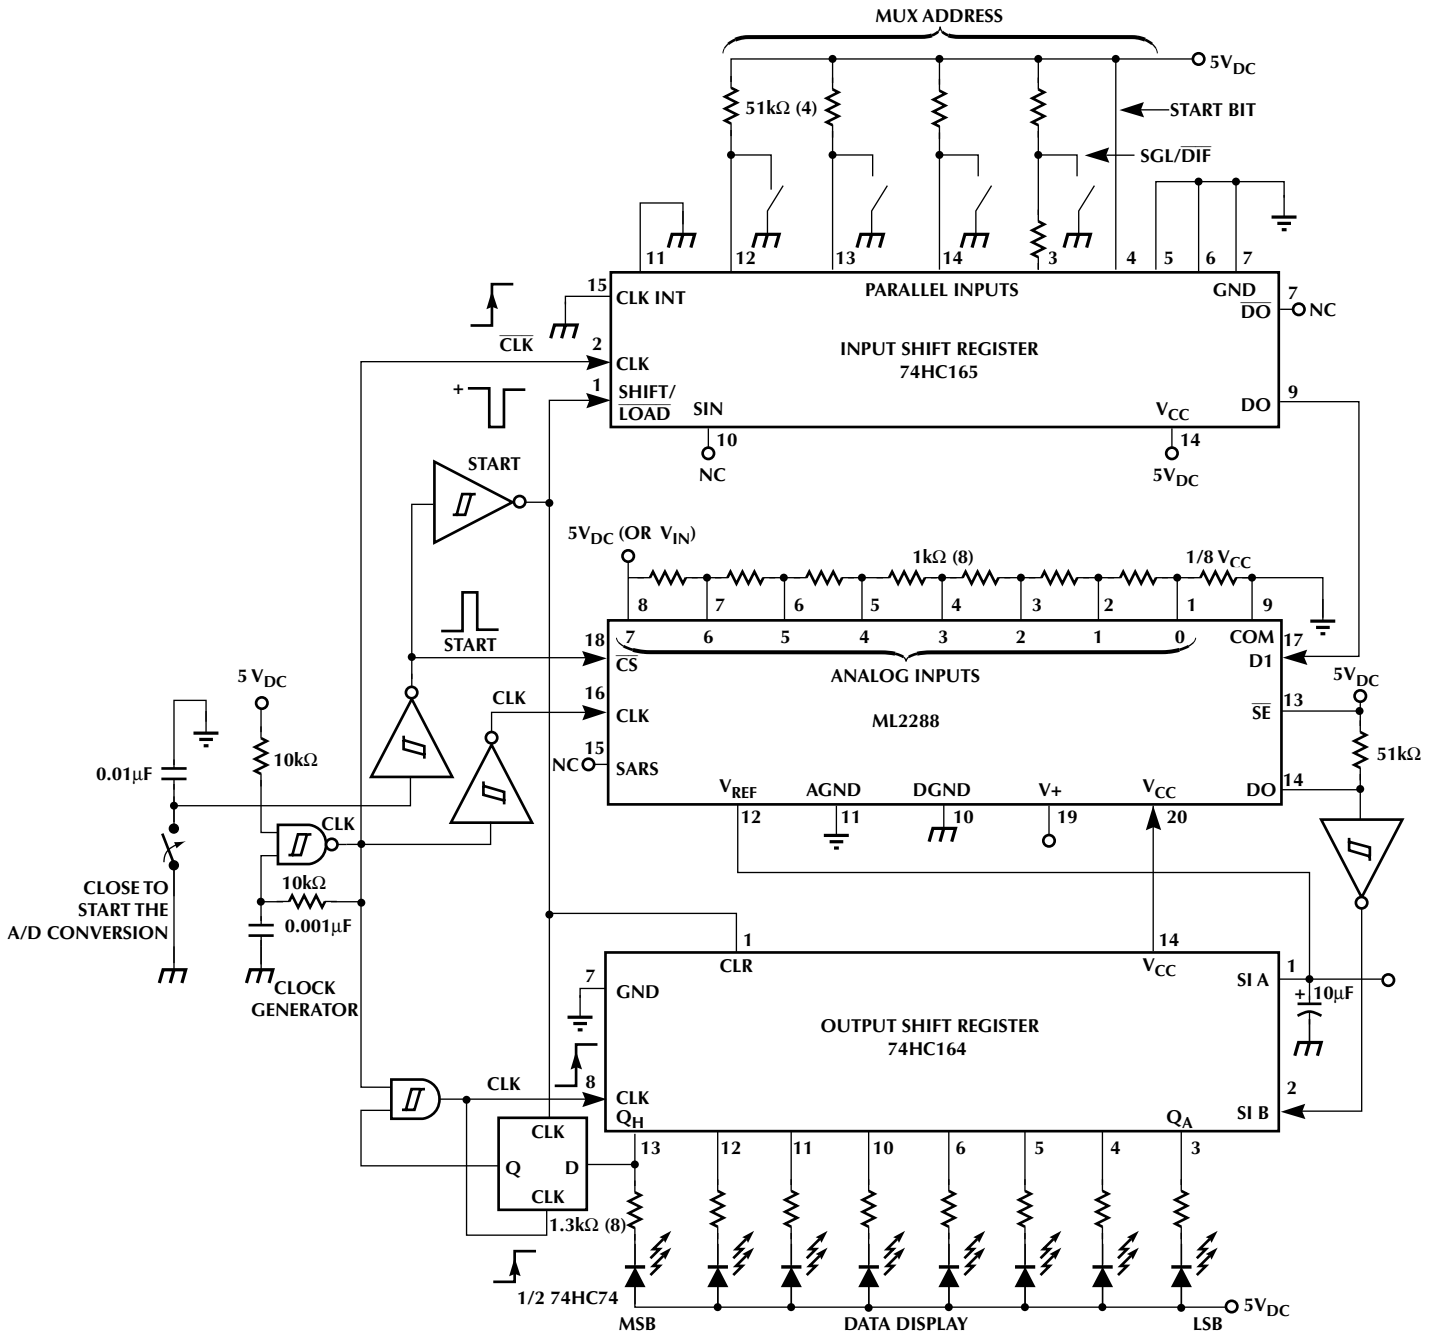 MUX ADDRESS
5VDC
51kΩ (4)
START BIT
SGL/DIF
11
12
13
14
3
4
5
6
7
15
CLK INT
PARALLEL INPUTS
GND
7
DO
NC
CLK
2
CLK
INPUT SHIFT REGISTER
74HC165
+
1
SHIFT/
LOAD
SIN
VCC
DO
9
10
NC
14
5VDC
START
5VDC (OR VIN)
1kΩ (8)
1/8 VCC
8
7
6
5
4
3
2
1
9
START
18
CS
7
6
5
4
3
2
1
0
COM
17
D1
ANALOG INPUTS
5VDC
CLK
16
CLK
ML2288
SE
13
5 VDC
10kΩ
0.01µF
NC
15
SARS
51kΩ
VREF
AGND
DGND
V+
VCC
DO
14
12
11
10
19
20
CLK
10kΩ
CLOSE TO
START THE
A/D CONVERSION
0.001µF
CLOCK
GENERATOR
1
CLR
14
VCC
7
GND
SI A
1
+ 10µF
OUTPUT SHIFT REGISTER
74HC164
CLK
8
CLK
QH
QA
SI B
2
CLK
Q
D
CLK
13
12
11
10
6
5
4
3
1.3kΩ (8)
1/2 74HC74
MSB
DATA DISPLAY
LSB
5VDC